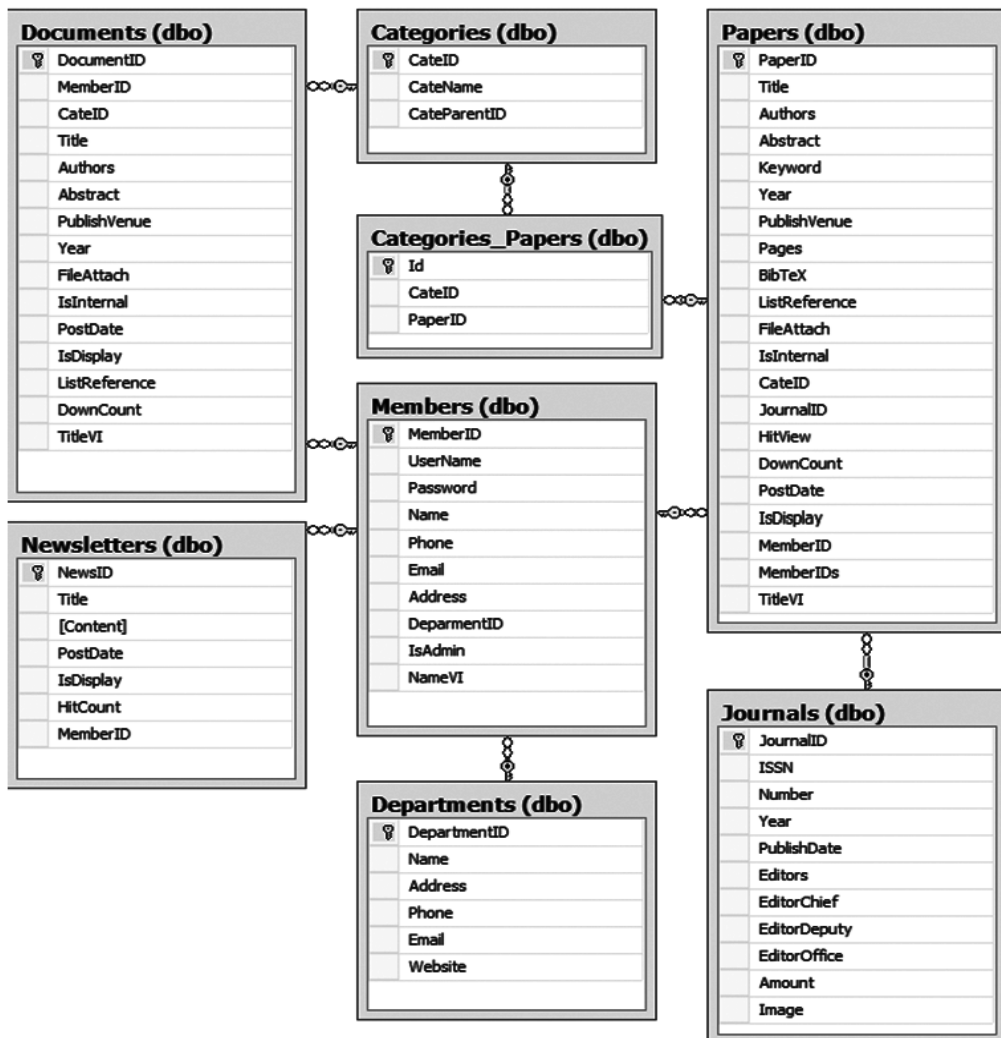 Documents (dbo)
DocumentID
MemberID
CateID
Title
Authors
Abstract
PublishVenue
Year
FileAttach
IsInternal
PostDate
IsDisplay
ListReference
DownCount
TitleVI
Newsletters (dbo)
NewsID
Title
[Content]
PostDate
IsDisplay
HitCount
MemberID
Categories (dbo)
CateID
CateName
CateParentID
Categories_Papers (dbo)
Id
CateID
PaperID
Members (dbo)
MemberID
UserName
Password
Name
Phone
Email
Address
DeparmentID
IsAdmin
NameVI
Departments (dbo)
DepartmentID
Name
Address
Phone
Email
Website
Papers (dbo)
PaperID
Title
Authors
Abstract
Keyword
Year
PublishVenue
Pages
BibTeX
ListReference
FileAttach
IsInternal
CateID
JournalID
HitView
DownCount
PostDate
IsDisplay
MemberID
MemberIDs
TitleVI
Journals (dbo)
JournalID
ISSN
Number
Year
PublishDate
Editors
EditorChief
EditorDeputy
EditorOffice
Amount
Image